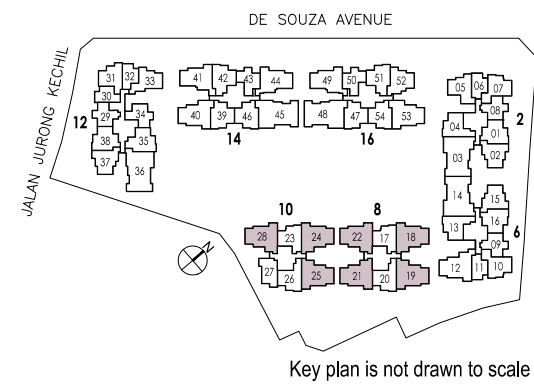 DE SOUZA AVENUE
JALAN JURONG KECHIL
31 32 33
30
29 34
38 35
37 36
12
41 42 43 44
40 39 46 45
14
49 50 51 52
48 47 54 53
16
05 06 07
08
04 01
03 02
2
14 15
13 16
09
12 11 10
6
10
28 23 24
27 26 25
8
22 17 18
21 20 19
N
Key plan is not drawn to scale